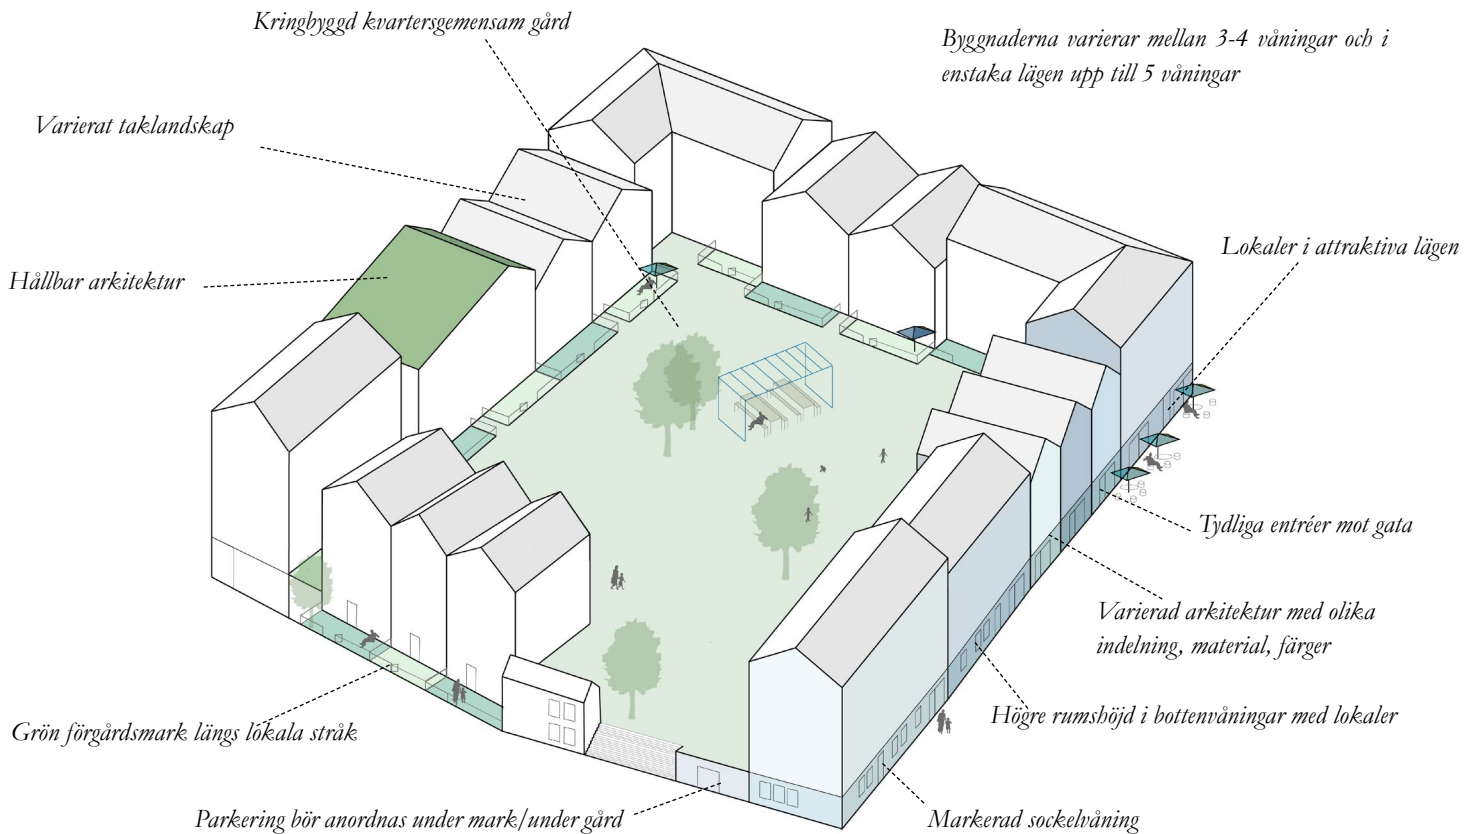 Kringbyggd kvartersgemensam gård
Byggnaderna varierar mellan 3-4 våningar och i
enstaka lägen upp till 5 våningar
Varierat taklandskap
Lokaler i attraktiva lägen
Hållbar arkitektur
Tydliga entréer mot gata
Varierad arkitektur med olika
indelning, material, färger
Högre rumshöjd i bottenvåningar med lokaler
Grön förgårdsmark längs lokala stråk
Parkering bör anordnas under mark/under gård
Markerad sockelvåning